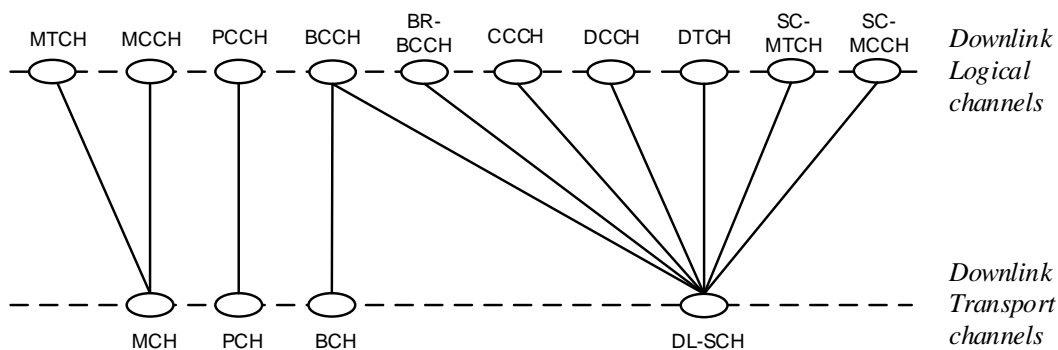 MTCH
MCCH
PCCH
BCCH
BR-
BCCH
CCCH
DCCH
DTCH
SC-
MTCH
SC-
MCCH
Downlink
Logical
channels
MCH
PCH
BCH
DL-SCH
Downlink
Transport
channels